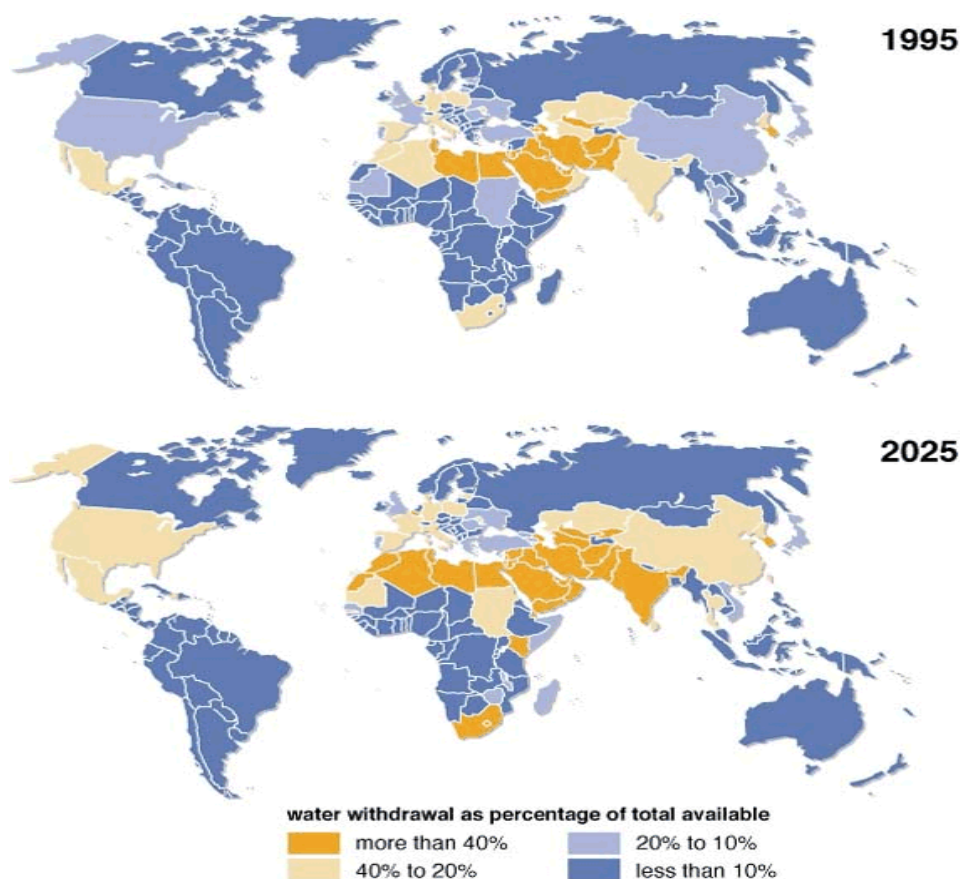 1995
2025
water withdrawal as percentage of total available
more than 40%
20% to 10%
40% to 20%
less than 10%